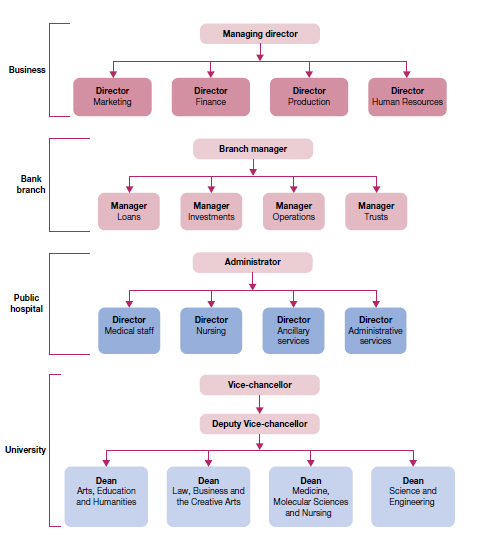 Managing director
Business
Director
Marketing
Director
Finance
Director
Production
Director
Human Resources
Branch manager
Bank
branch
Manager
Loans
Manager
Investments
Manager
Operations
Manager
Trusts
Administrator
Public
hospital
Director
Medical staff
Director
Nursing
Director
Ancillary
services
Director
Administrative
services
Vice-chancellor
Deputy Vice-chancellor
University
Dean
Arts, Education
and Humanities
Dean
Law, Business and
the Creative Arts
Dean
Medicine,
Molecular Sciences
and Nursing
Dean
Science and
Engineering